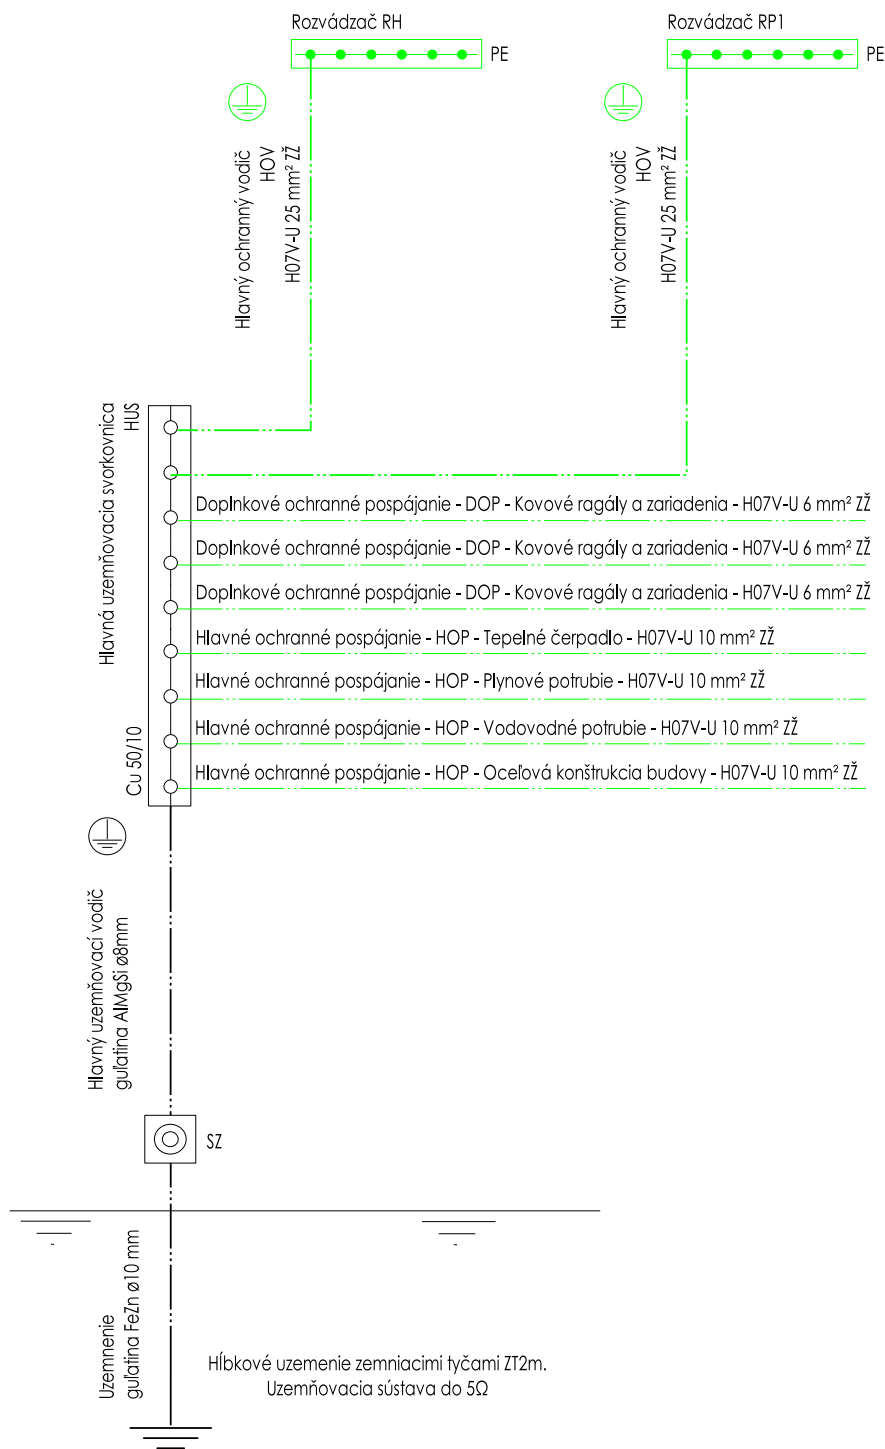 Rozvádzač RH
PE
Rozvádzač RP1
PE
Hlavný ochranný vodič
HOV
H07V-U 25 mm² ZŽ
Hlavný ochranný vodič
HOV
H07V-U 25 mm² ZŽ
Hlavná uzemňovacia svorkovnica
HUS
Cu 50/10
Doplnkové ochranné pospájanie - DOP - Kovové ragály a zariadenia - H07V-U 6 mm² ZŽ
Doplnkové ochranné pospájanie - DOP - Kovové ragály a zariadenia - H07V-U 6 mm² ZŽ
Doplnkové ochranné pospájanie - DOP - Kovové ragály a zariadenia - H07V-U 6 mm² ZŽ
Hlavné ochranné pospájanie - HOP - Tepelné čerpadlo - H07V-U 10 mm² ZŽ
Hlavné ochranné pospájanie - HOP - Plynové potrubie - H07V-U 10 mm² ZŽ
Hlavné ochranné pospájanie - HOP - Vodovodné potrubie - H07V-U 10 mm² ZŽ
Hlavné ochranné pospájanie - HOP - Oceľová konštrukcia budovy - H07V-U 10 mm² ZŽ
Hlavný uzemňovací vodič
guľatina AlMgSi ø8mm
SZ
Uzemnenie
guľatina FeZn ø10 mm
Hĺbkové uzemenie zemniacimi tyčami ZT2m.
Uzemňovacia sústava do 5Ω